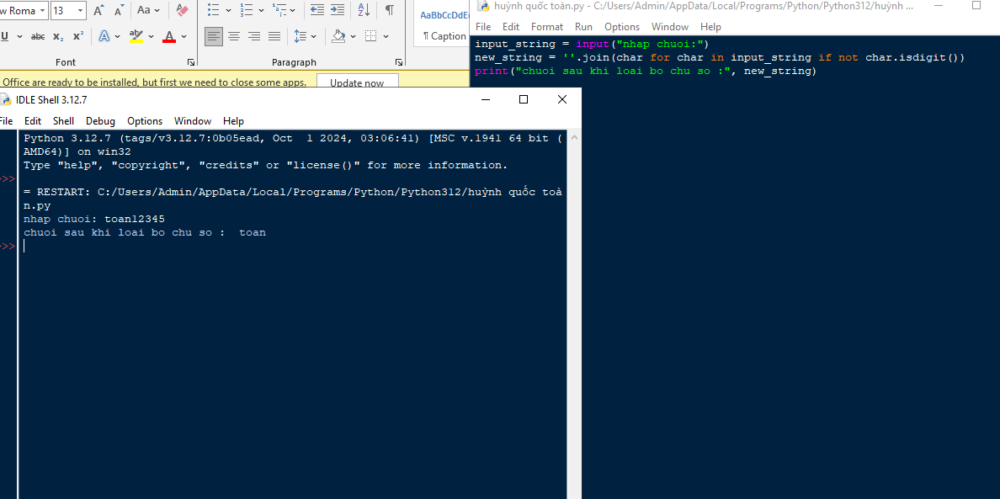 w Roma 13 A A Aa
U abc x₂ x² A aby A
Font
Paragraph
AaBbCcDdE
¶ Caption
Office are ready to be installed, but first we need to close some apps. Update now
huỳnh quốc toàn.py - C:/Users/Admin/AppData/Local/Programs/Python/Python312/huỳnh ...
File Edit Format Run Options Window Help
input_string = input("nhap chuoi:")
new_string = ''.join(char for char in input_string if not char.isdigit())
print("chuoi sau khi loai bo chu so :", new_string)
IDLE Shell 3.12.7
File Edit Shell Debug Options Window Help
Python 3.12.7 (tags/v3.12.7:0b05ead, Oct  1 2024, 03:06:41) [MSC v.1941 64 bit (
AMD64)] on win32
Type "help", "copyright", "credits" or "license()" for more information.
>>>
= RESTART: C:/Users/Admin/AppData/Local/Programs/Python/Python312/huỳnh quốc toà
n.py
nhap chuoi: toan12345
chuoi sau khi loai bo chu so :  toan
>>>